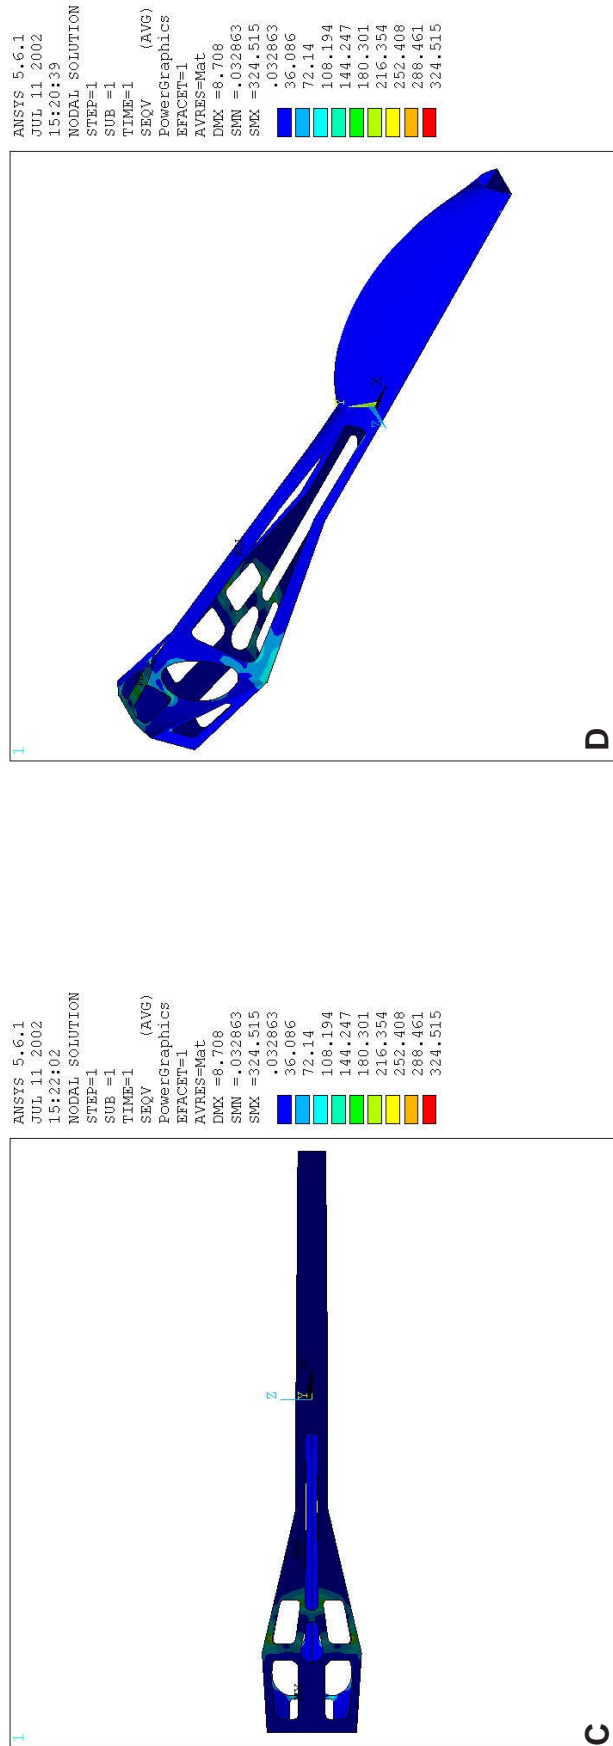 ANSYS 5.6.1
JUL 11 2002
15:22:02
NODAL SOLUTION
STEP=1
SUB =1
TIME=1
SEQV (AVG)
PowerGraphics
EFACET=1
AVRES=Mat
DMX =8.708
SMN =.032863
SMX =324.515
.032863
36.086
72.14
108.194
144.247
180.301
216.354
252.408
288.461
324.515
1
Z
Y
C
ANSYS 5.6.1
JUL 11 2002
15:20:39
NODAL SOLUTION
STEP=1
SUB =1
TIME=1
SEQV (AVG)
PowerGraphics
EFACET=1
AVRES=Mat
DMX =8.708
SMN =.032863
SMX =324.515
.032863
36.086
72.14
108.194
144.247
180.301
216.354
252.408
288.461
324.515
1
Y
X
Z
D